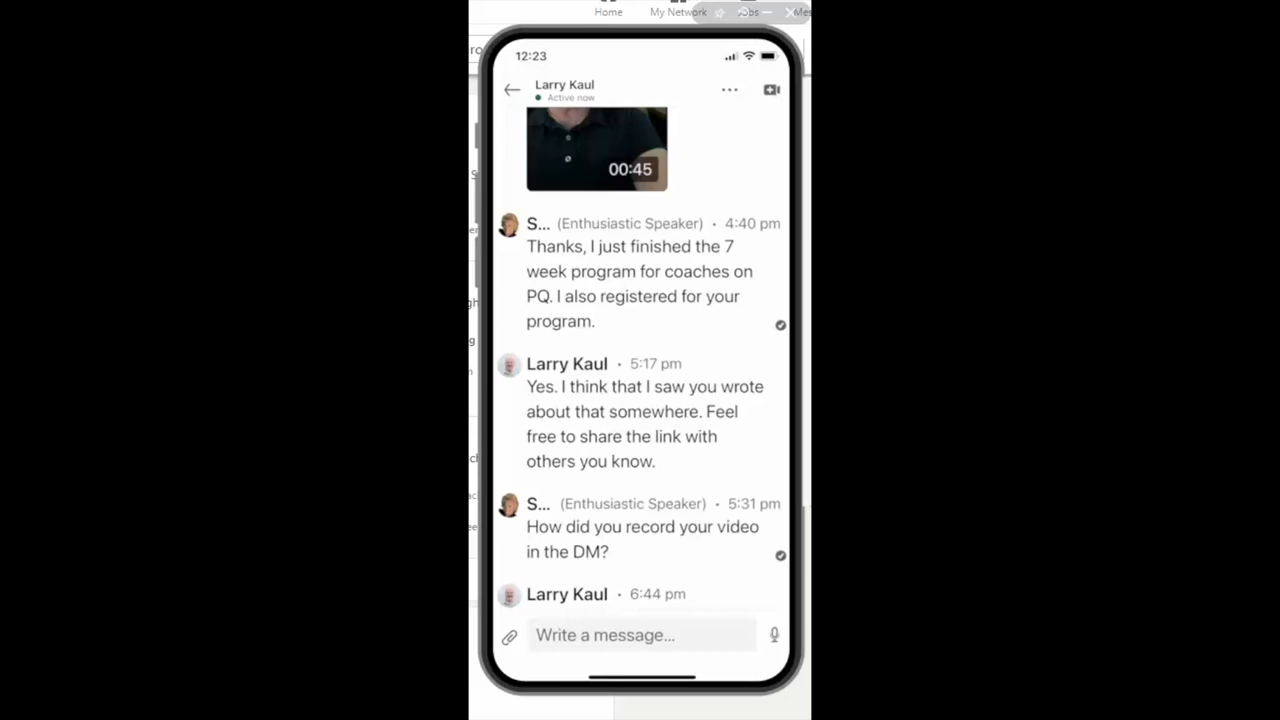 Home My Network Jobs Mes
12:23
Larry Kaul
Active now
00:45
S... (Enthusiastic Speaker) • 4:40 pm
Thanks, I just finished the 7
week program for coaches on
PQ. I also registered for your
program.
Larry Kaul • 5:17 pm
Yes. I think that I saw you wrote
about that somewhere. Feel
free to share the link with
others you know.
S... (Enthusiastic Speaker) • 5:31 pm
How did you record your video
in the DM?
Larry Kaul • 6:44 pm
Write a message...